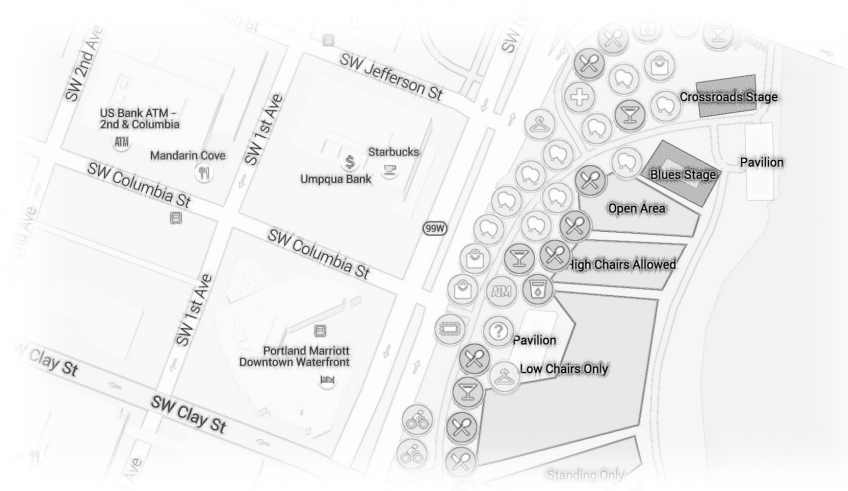 SW 2nd Ave
SW Jefferson St
US Bank ATM -
2nd & Columbia
ATM
SW 1st Ave
Crossroads Stage
Mandarin Cove
Starbucks
$
Umpqua Bank
Pavilion
Blues Stage
SW Columbia St
Open Area
99W
SW Columbia St
High Chairs Allowed
ATM
SW 1st Ave
?
Portland Marriott
Downtown Waterfront
Pavilion
Low Chairs Only
Clay St
SW Clay St
Standing Only